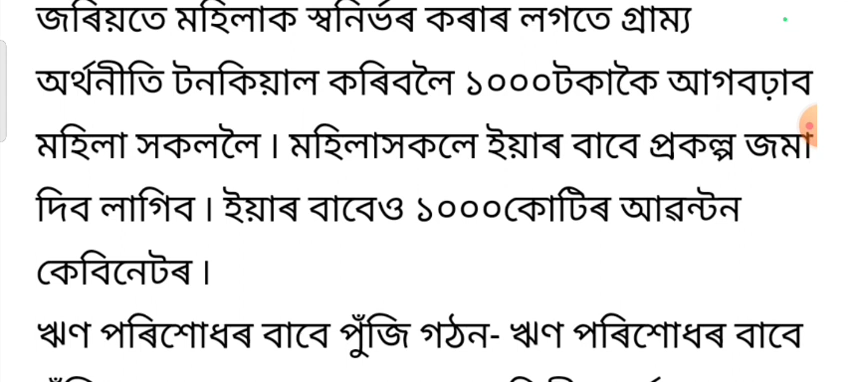 জৰিয়তে মহিলাক স্বনিৰ্ভৰ কৰাৰ লগতে গ্ৰাম্য
অৰ্থনীতি টনকিয়াল কৰিবলৈ ১০০০টকাকৈ আগবঢ়াব
মহিলা সকললৈ। মহিলাসকলে ইয়াৰ বাবে প্ৰকল্প জমা
দিব লাগিব। ইয়াৰ বাবেও ১০০০কোটিৰ আৱন্টন
কেবিনেটৰ।
ঋণ পৰিশোধৰ বাবে পুঁজি গঠন- ঋণ পৰিশোধৰ বাবে